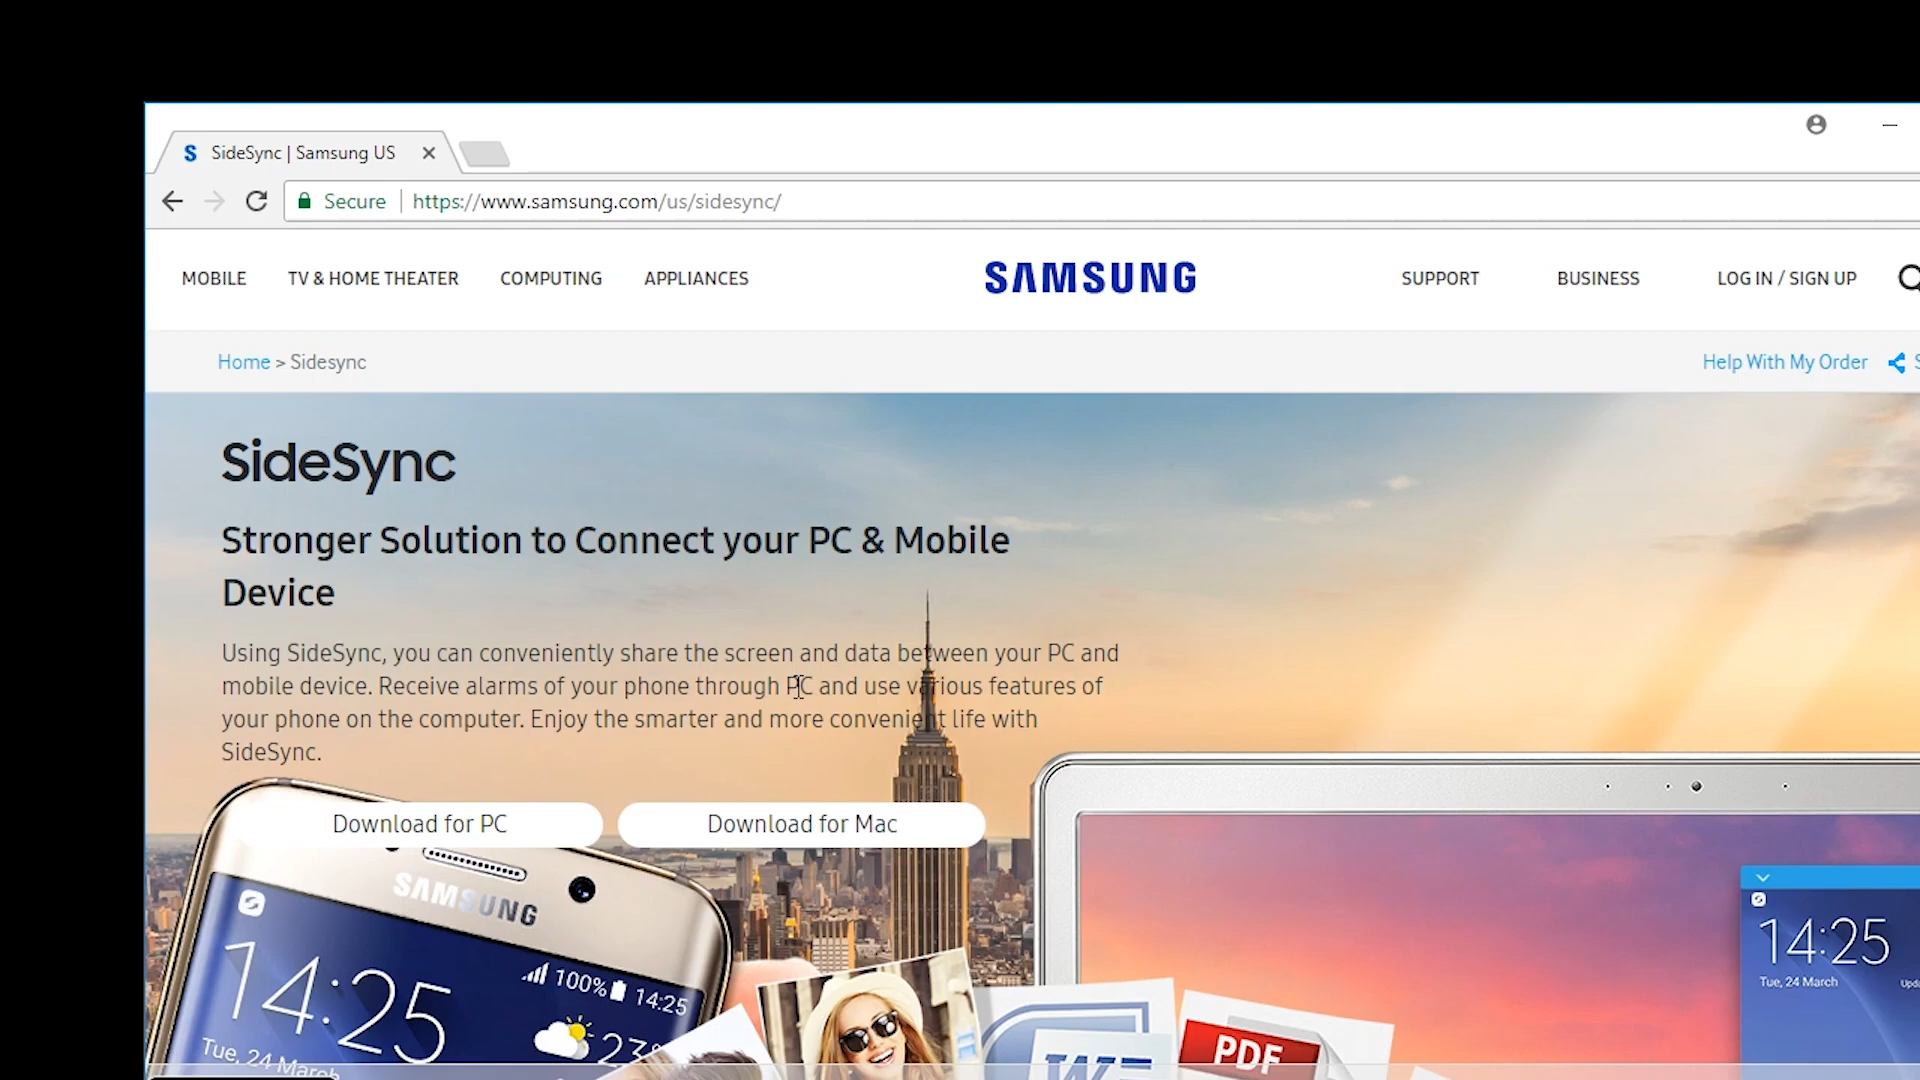 SideSync | Samsung US
Secure https://www.samsung.com/us/sidesync/
MOBILE TV & HOME THEATER COMPUTING APPLIANCES SAMSUNG SUPPORT BUSINESS LOG IN / SIGN UP
Home > Sidesync Help With My Order
SideSync
Stronger Solution to Connect your PC & Mobile
Device
Using SideSync, you can conveniently share the screen and data between your PC and
mobile device. Receive alarms of your phone through PC and use various features of
your phone on the computer. Enjoy the smarter and more convenient life with
SideSync.
Download for PC Download for Mac
SAMSUNG
100% 14:25
14:25
23°
Tue, 24 March
PDF
14:25
Tue, 24 March